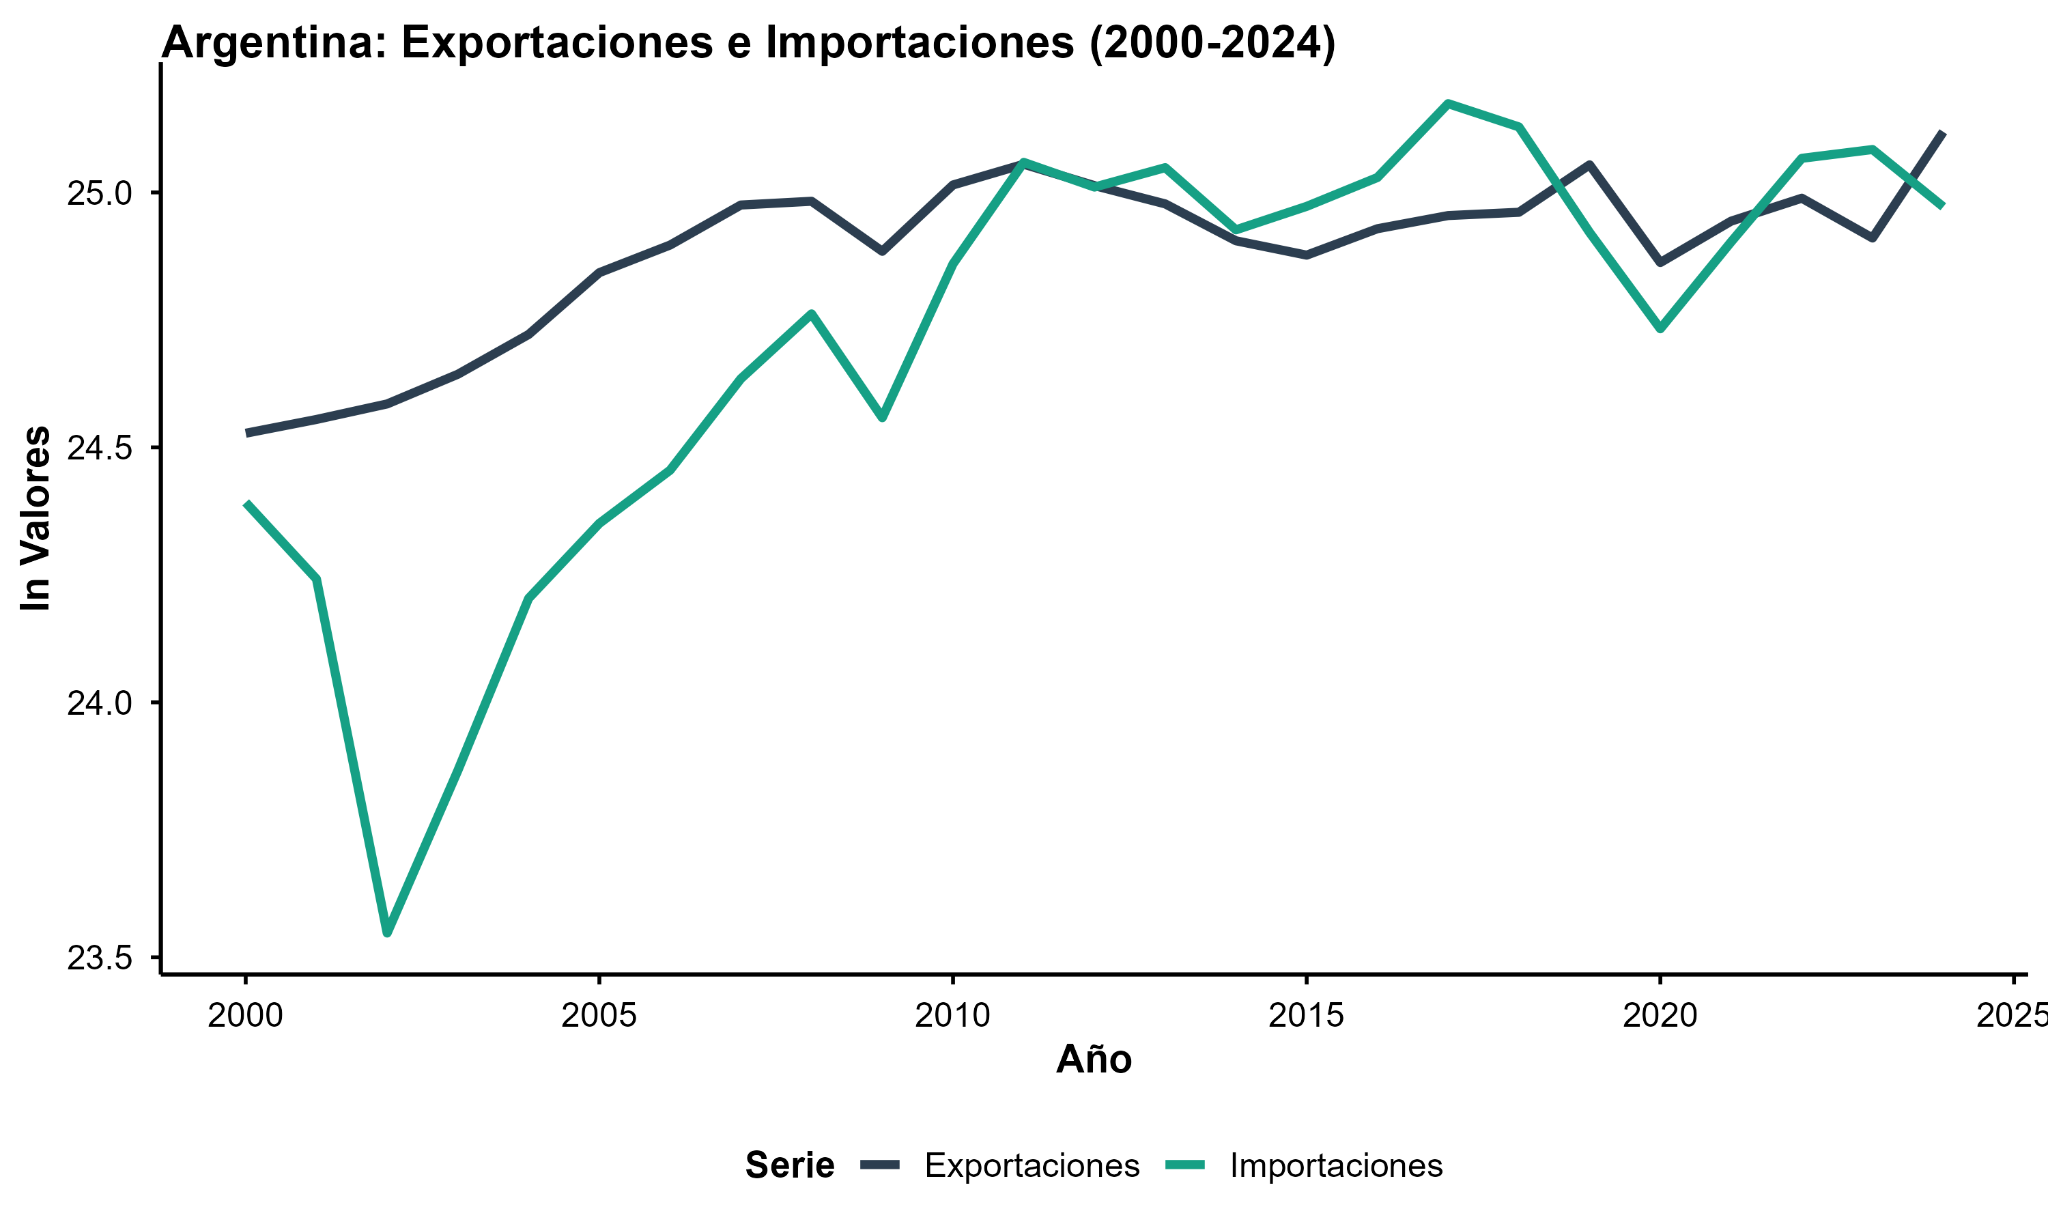 Argentina: Exportaciones e Importaciones (2000-2024)
ln Valores
25.0
24.5
24.0
23.5
2000 2005 2010 2015 2020 2025
Año
Serie Exportaciones Importaciones